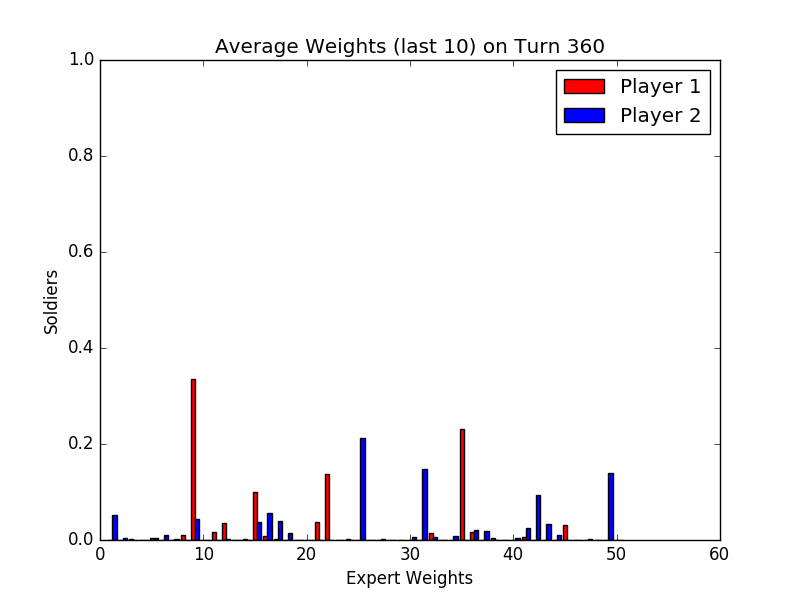 Average Weights (last 10) on Turn 360
1.0
0.8
0.6
0.4
0.2
0.0
Soldiers
Player 1
Player 2
0 10 20 30 40 50 60
Expert Weights